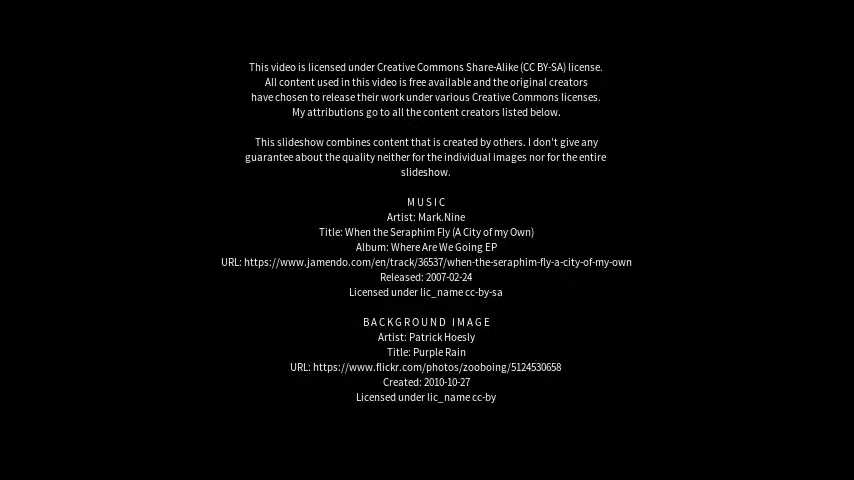 This video is licensed under Creative Commons Share-Alike (CC BY-SA) license.
All content used in this video is free available and the original creators
have chosen to release their work under various Creative Commons licenses.
My attributions go to all the content creators listed below.
This slideshow combines content that is created by others. I don't give any
guarantee about the quality neither for the individual images nor for the entire
slideshow.
MUSIC
Artist: Mark.Nine
Title: When the Seraphim Fly (A City of my Own)
Album: Where Are We Going EP
URL: https://www.jamendo.com/en/track/36537/when-the-seraphim-fly-a-city-of-my-own
Released: 2007-02-24
Licensed under lic_name cc-by-sa
BACKGROUND IMAGE
Artist: Patrick Hoesly
Title: Purple Rain
URL: https://www.flickr.com/photos/zooboing/5124530658
Created: 2010-10-27
Licensed under lic_name cc-by